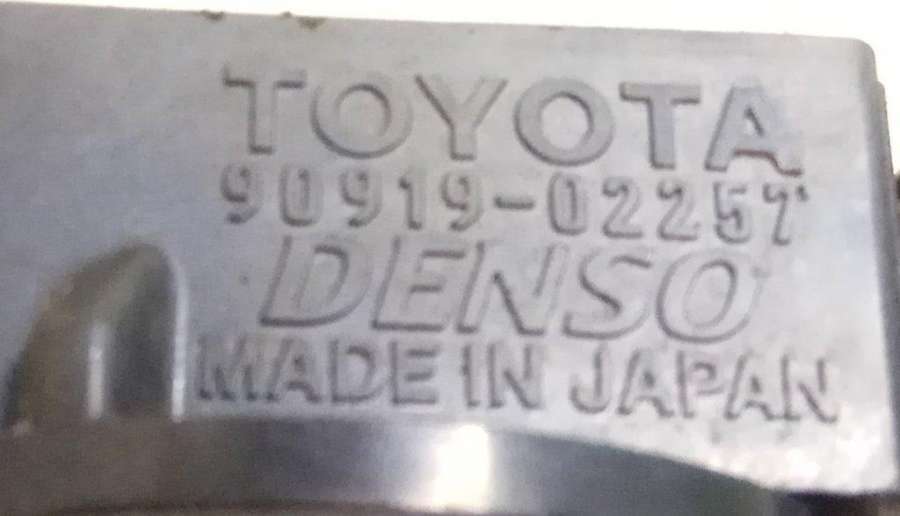 TOYOTA
90919-02257
DENSO
MADE IN JAPAN